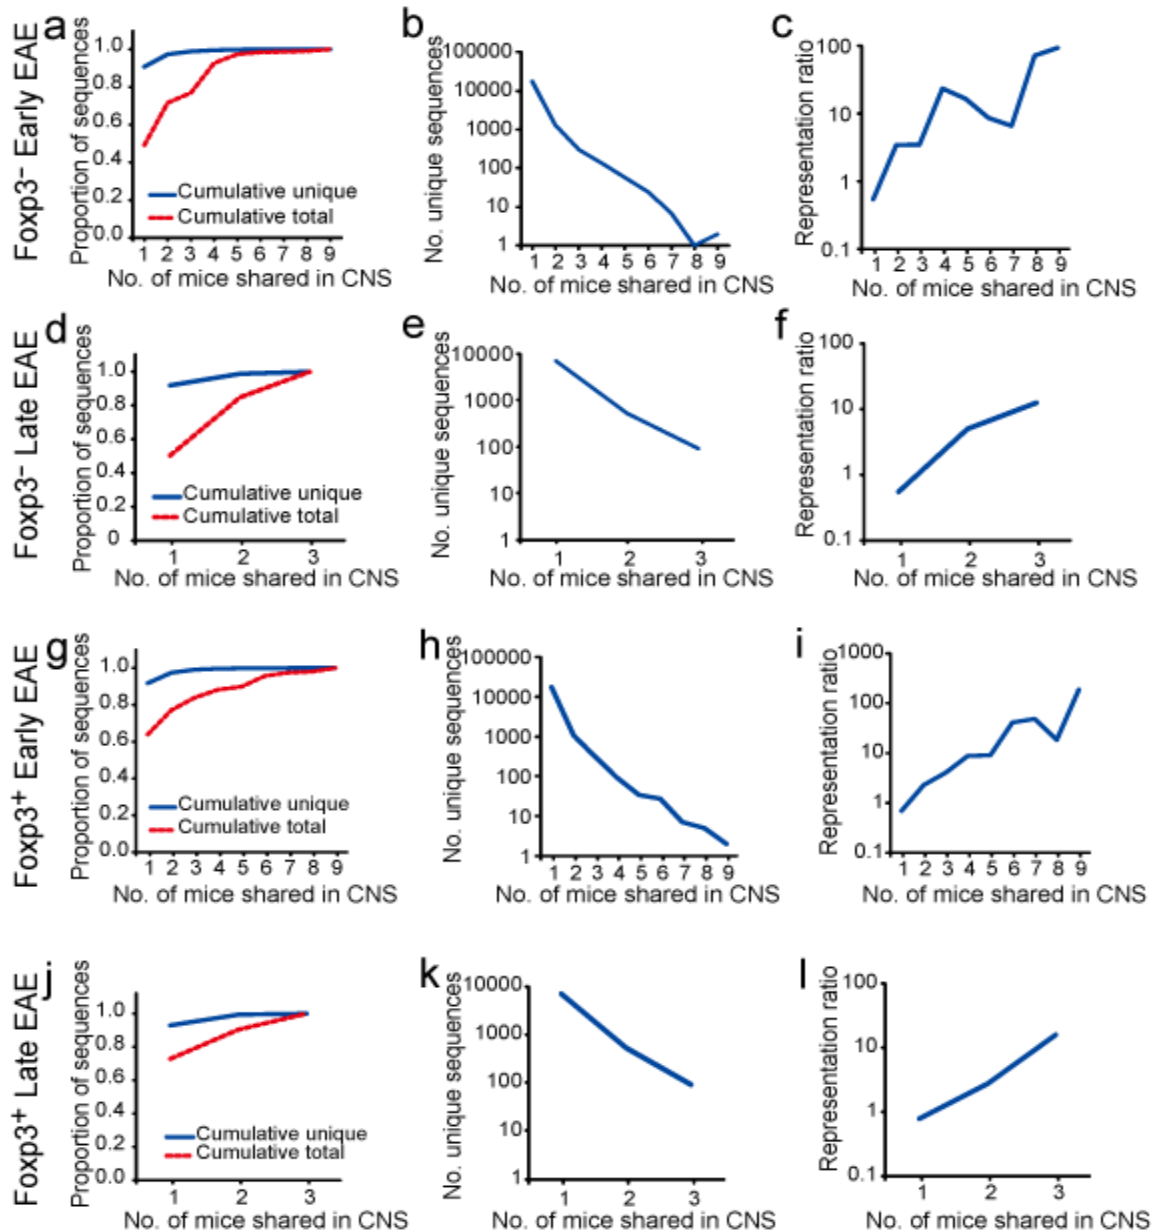 Foxp3⁻ Early EAE
a
Proportion of sequences
1.0
0.8
0.6
0.4
0.2
0.0
Cumulative unique
Cumulative total
1 2 3 4 5 6 7 8 9
No. of mice shared in CNS
b
No. unique sequences
100000
10000
1000
100
10
1
1 2 3 4 5 6 7 8 9
No. of mice shared in CNS
c
Representation ratio
100
10
1
0.1
1 2 3 4 5 6 7 8 9
No. of mice shared in CNS
Foxp3⁻ Late EAE
d
Proportion of sequences
1.0
0.8
0.6
0.4
0.2
0
Cumulative unique
Cumulative total
1 2 3
No. of mice shared in CNS
e
No. unique sequences
10000
1000
100
10
1
1 2 3
No. of mice shared in CNS
f
Representation ratio
100
10
1
0.1
1 2 3
No. of mice shared in CNS
Foxp3⁺ Early EAE
g
Proportion of sequences
1.0
0.8
0.6
0.4
0.2
0.0
Cumulative unique
Cumulative total
1 2 3 4 5 6 7 8 9
No. of mice shared in CNS
h
No. unique sequences
100000
10000
1000
100
10
1
1 2 3 4 5 6 7 8 9
No. of mice shared in CNS
i
Representation ratio
1000
100
10
1
0.1
1 2 3 4 5 6 7 8 9
No. of mice shared in CNS
Foxp3⁺ Late EAE
j
Proportion of sequences
1.0
0.8
0.6
0.4
0.2
0.0
Cumulative unique
Cumulative total
1 2 3
No. of mice shared in CNS
k
No. unique sequences
10000
1000
100
10
1
1 2 3
No. of mice shared in CNS
l
Representation ratio
100
10
1
0.1
1 2 3
No. of mice shared in CNS